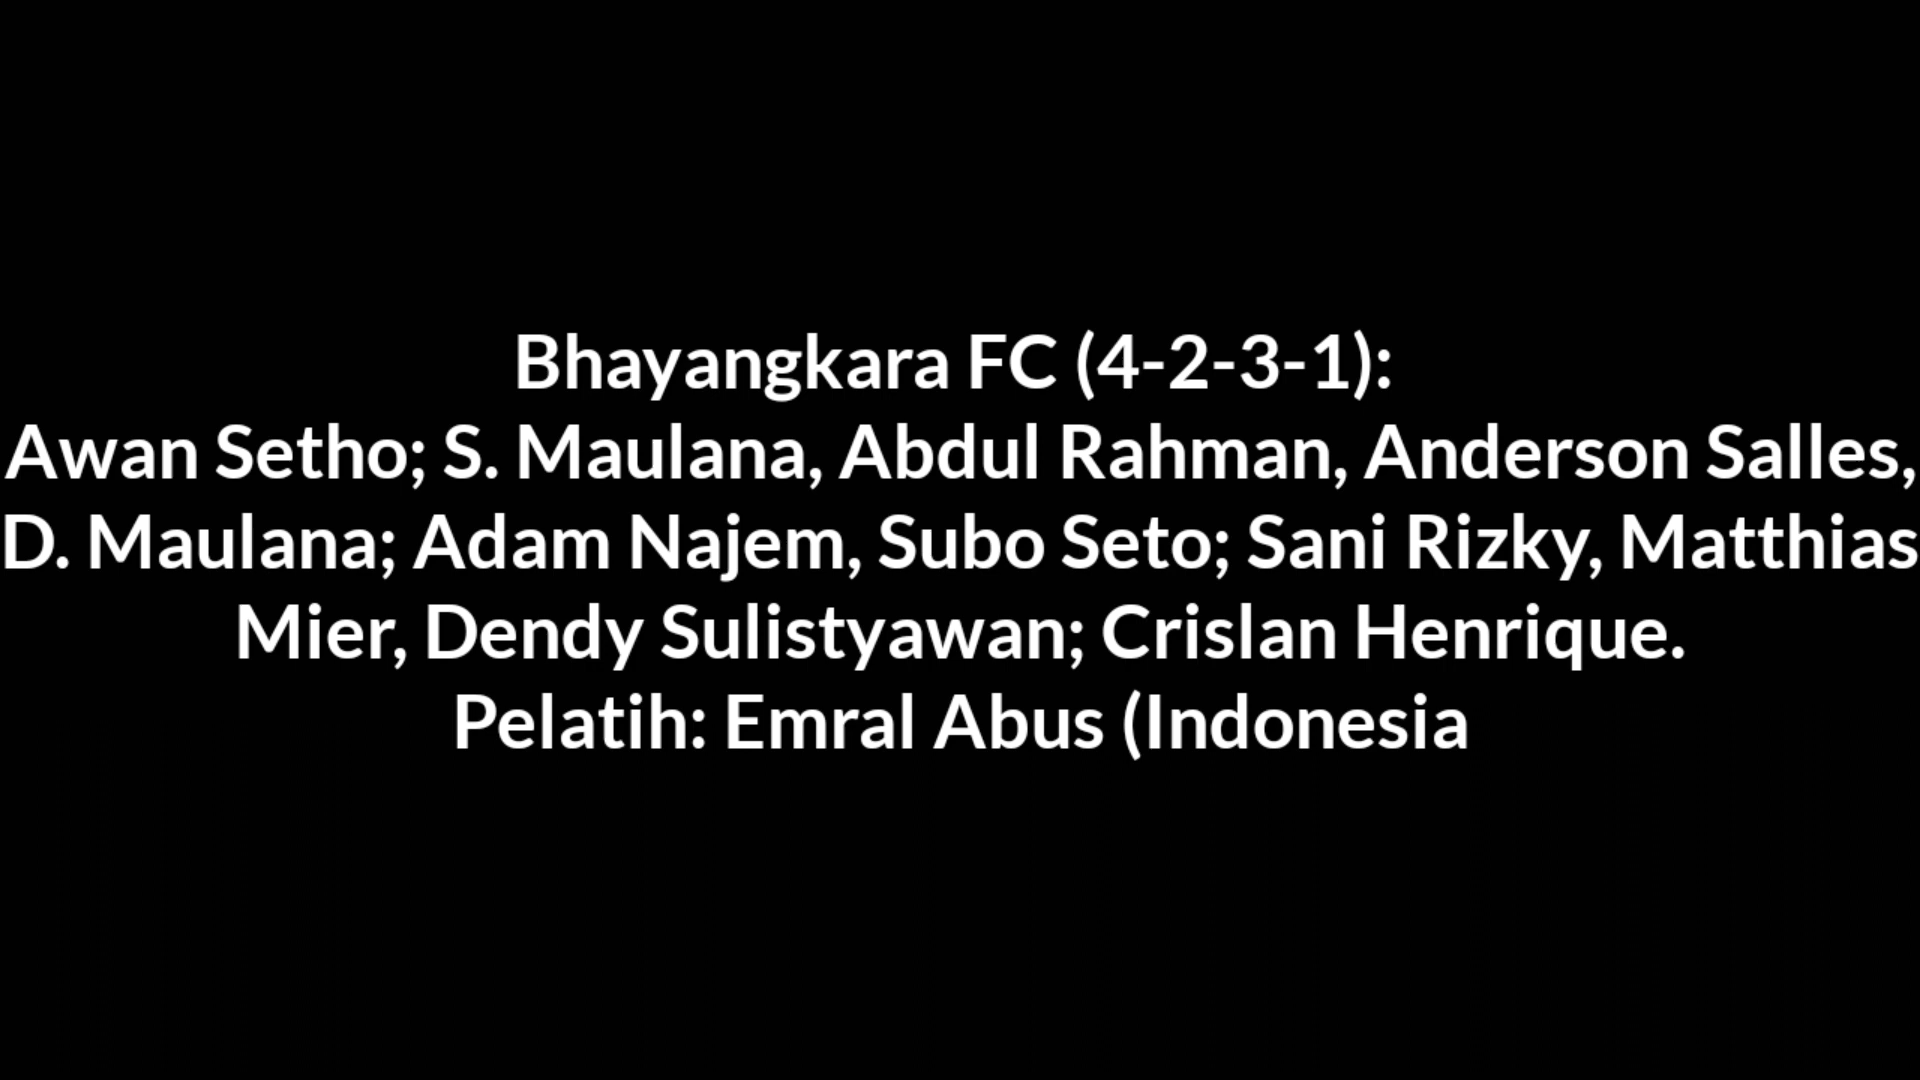 Bhayangkara FC (4-2-3-1):
Awan Setho; S. Maulana, Abdul Rahman, Anderson Salles,
D. Maulana; Adam Najem, Subo Seto; Sani Rizky, Matthias
Mier, Dendy Sulistyawan; Crislan Henrique.
Pelatih: Emral Abus (Indonesia